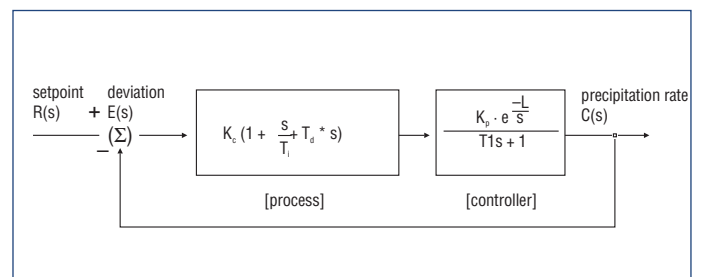 setpoint deviation precipitation rate
R(s) + E(s) C(s)
− (Σ)
K_c (1 + s/T_i + T_d * s)
K_p · e^(−L/s)
T1s + 1
[process] [controller]